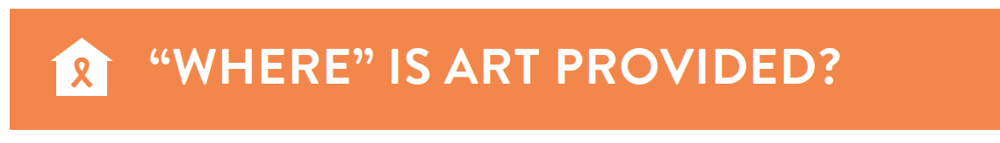 “WHERE” IS ART PROVIDED?